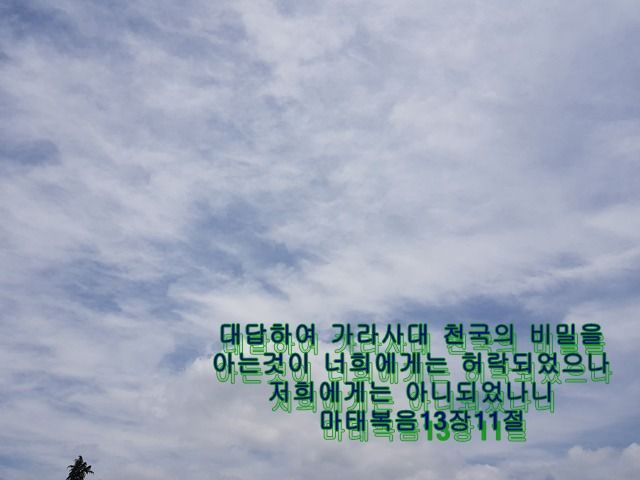 대답하여 가라사대 천국의 비밀을
아는것이 너희에게는 허락되었으나
저희에게는 아니되었나니
마태복음13장11절